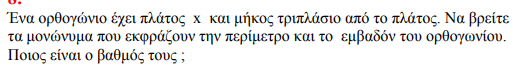 Ένα ορθογώνιο έχει πλάτος x και μήκος τριπλάσιο από το πλάτος. Να βρείτε
τα μονώνυμα που εκφράζουν την περίμετρο και το εμβαδόν του ορθογωνίου.
Ποιος είναι ο βαθμός τους ;